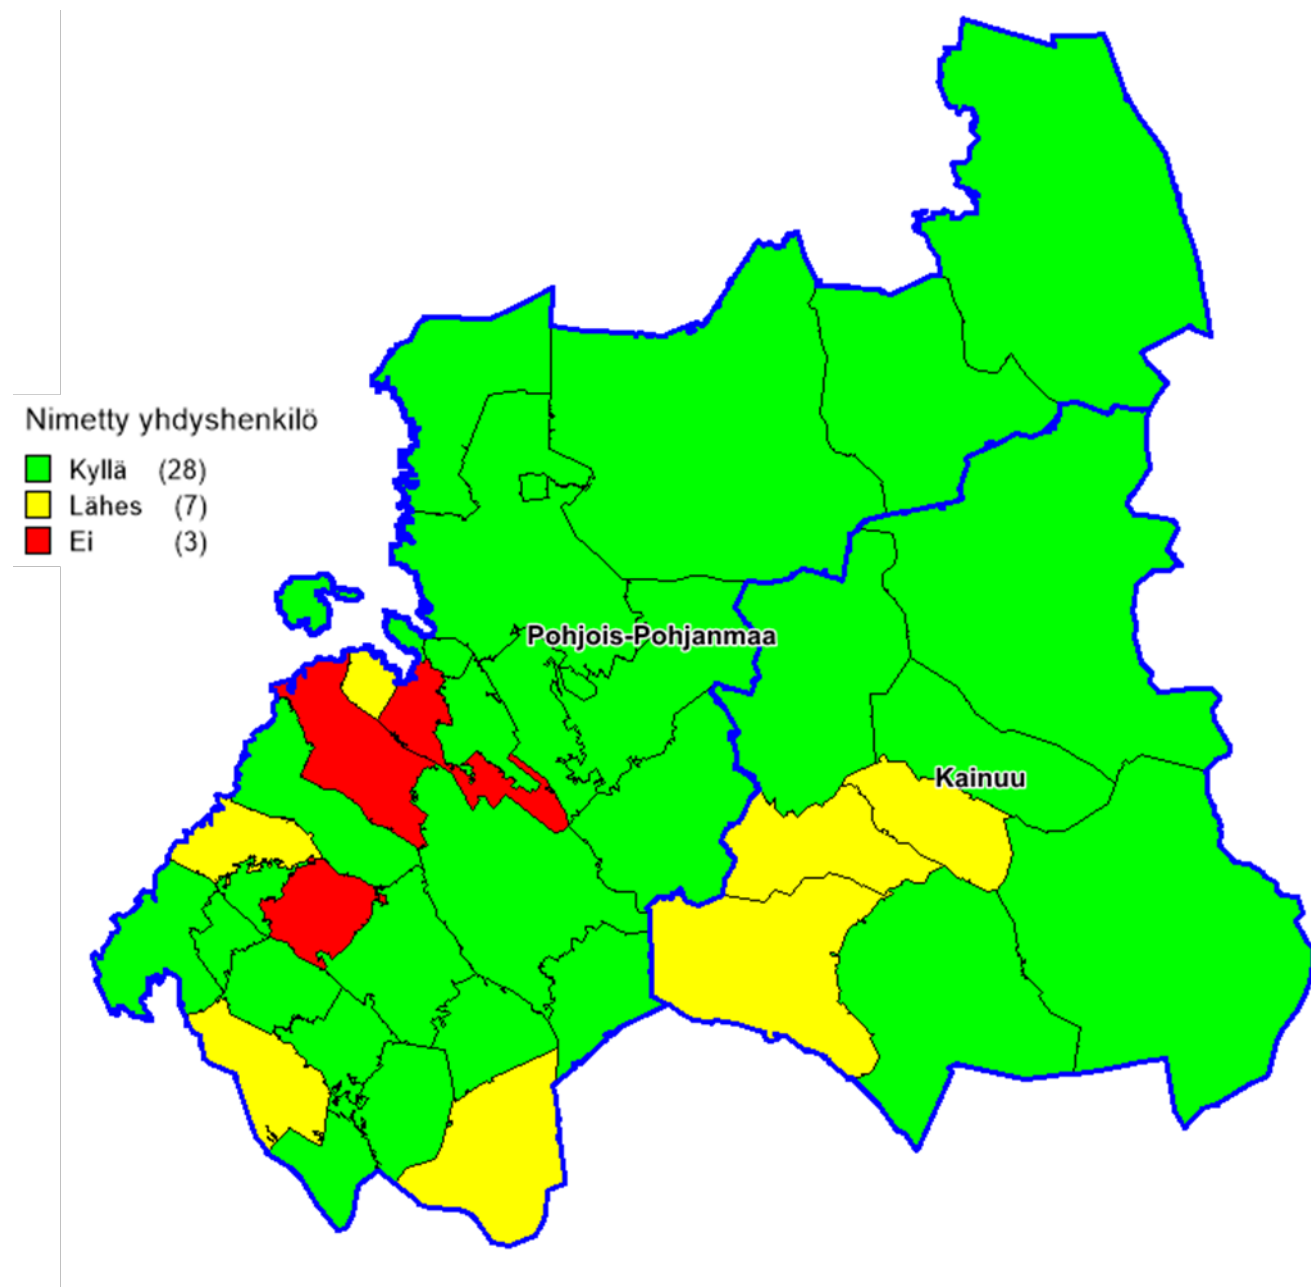 Nimetty yhdyshenkilö
Kyllä (28)
Lähes (7)
Ei (3)
Pohjois-Pohjanmaa
Kainuu